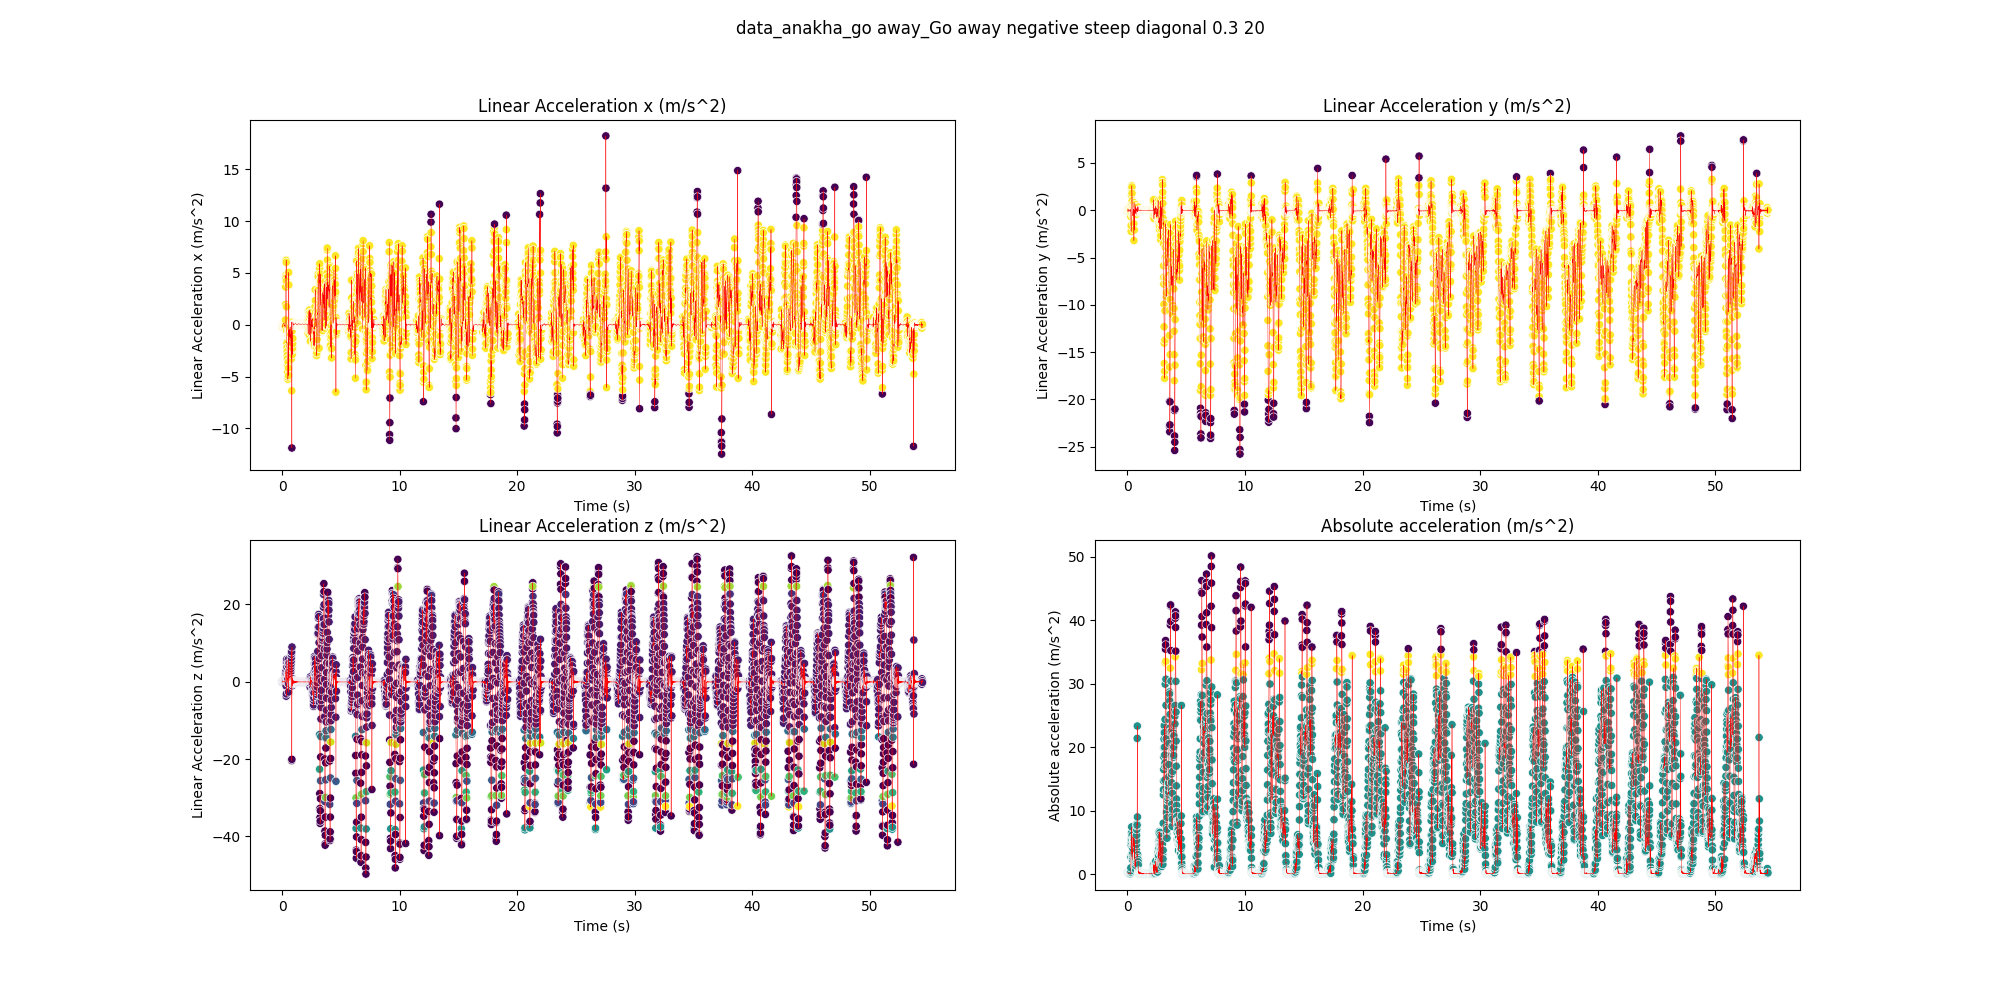 data_anakha_go away_Go away negative steep diagonal 0.3 20
Linear Acceleration x (m/s^2)
Linear Acceleration x (m/s^2)
15
10
5
0
−5
−10
0 10 20 30 40 50
Time (s)
Linear Acceleration y (m/s^2)
Linear Acceleration y (m/s^2)
5
0
−5
−10
−15
−20
−25
0 10 20 30 40 50
Time (s)
Linear Acceleration z (m/s^2)
Linear Acceleration z (m/s^2)
20
0
−20
−40
0 10 20 30 40 50
Time (s)
Absolute acceleration (m/s^2)
Absolute acceleration (m/s^2)
50
40
30
20
10
0
0 10 20 30 40 50
Time (s)